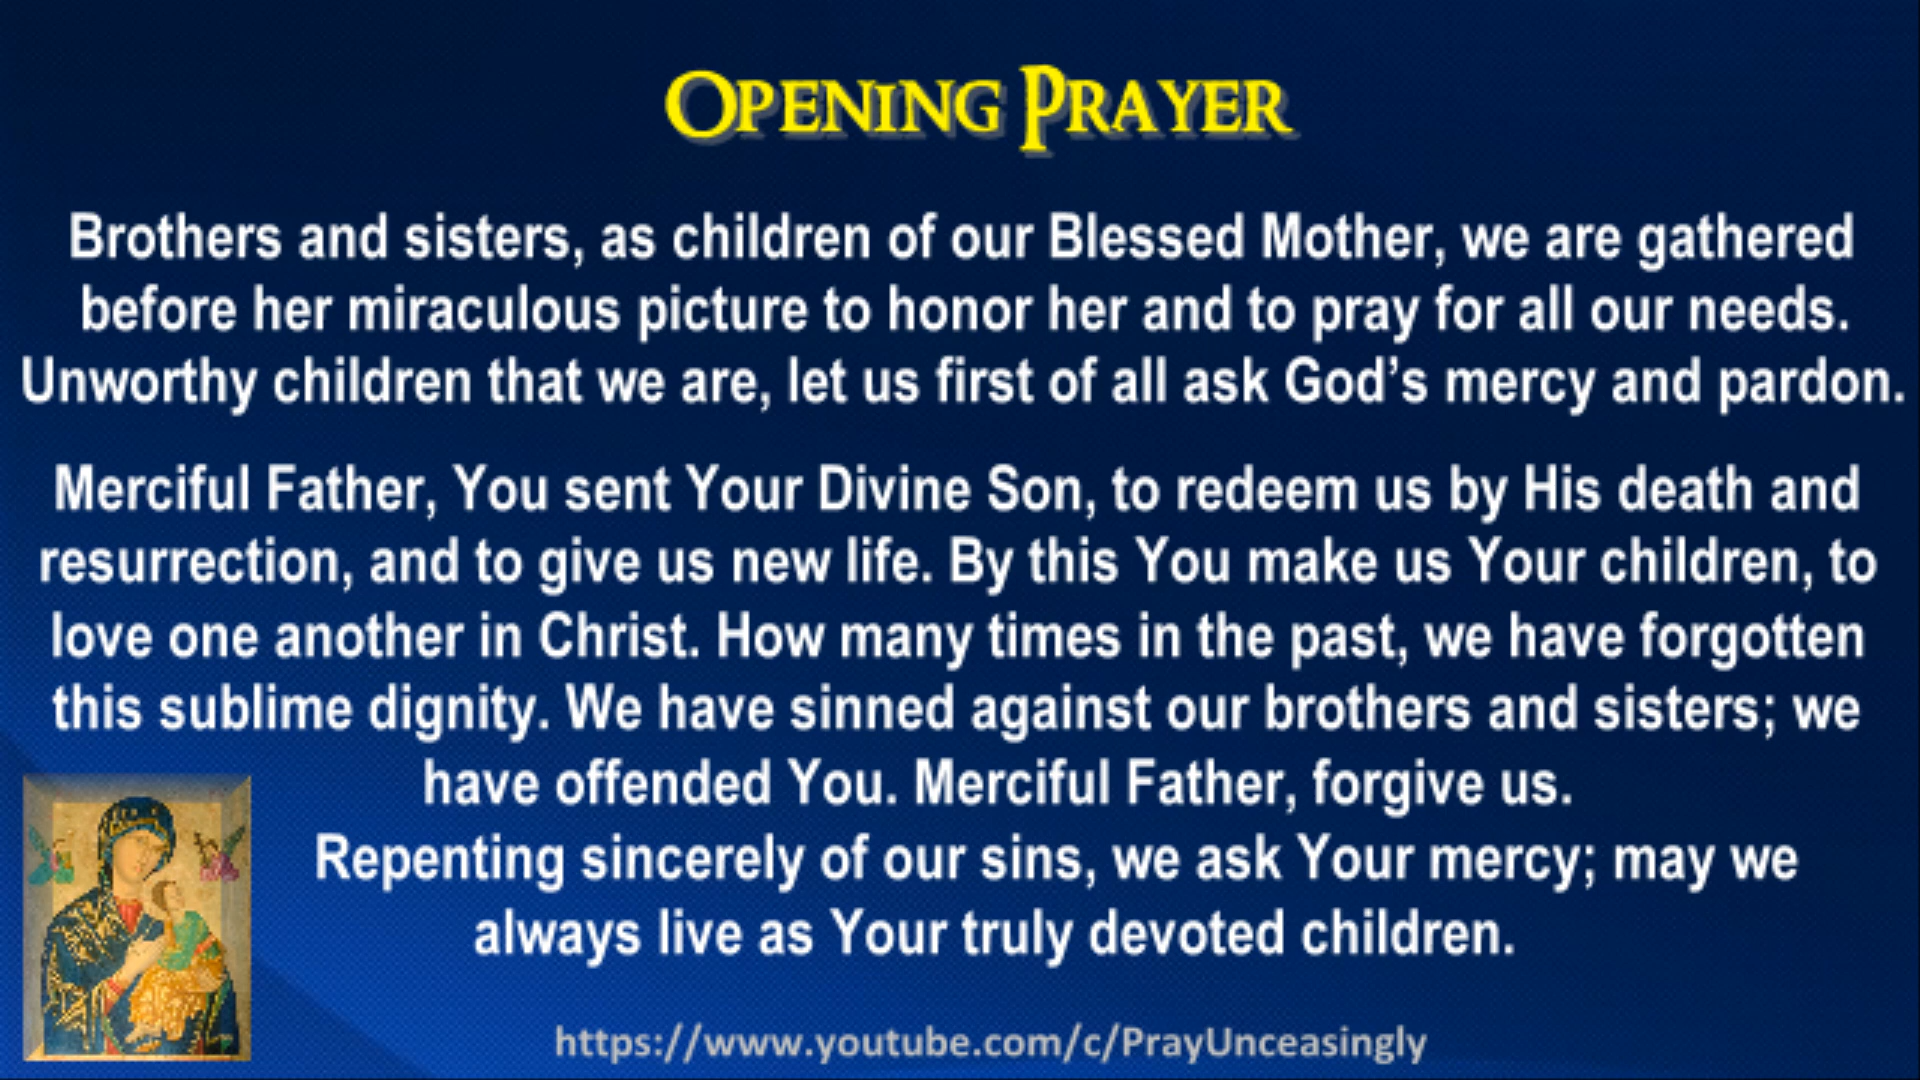 OPENING PRAYER
Brothers and sisters, as children of our Blessed Mother, we are gathered
before her miraculous picture to honor her and to pray for all our needs.
Unworthy children that we are, let us first of all ask God’s mercy and pardon.
Merciful Father, You sent Your Divine Son, to redeem us by His death and
resurrection, and to give us new life. By this You make us Your children, to
love one another in Christ. How many times in the past, we have forgotten
this sublime dignity. We have sinned against our brothers and sisters; we
have offended You. Merciful Father, forgive us.
Repenting sincerely of our sins, we ask Your mercy; may we
always live as Your truly devoted children.
https://www.youtube.com/c/PrayUnceasingly